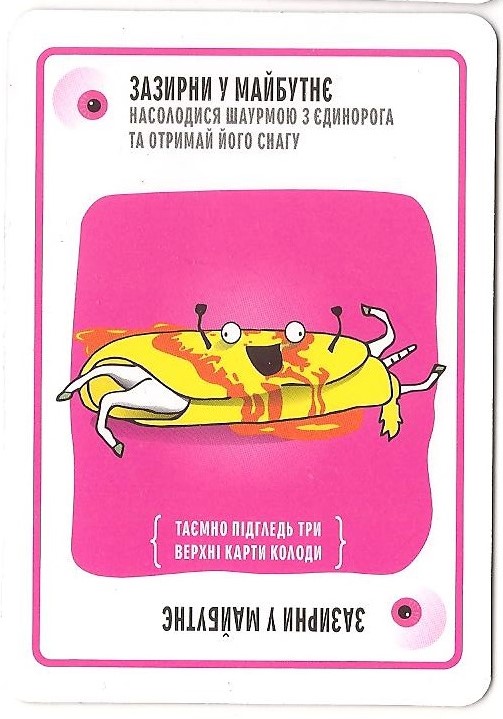 ЗАЗИРНИ У МАЙБУТНЄ
НАСОЛОДИСЯ ШАУРМОЮ З ЄДИНОРОГА
ТА ОТРИМАЙ ЙОГО СНАГУ
{ ТАЄМНО ПІДГЛЕДЬ ТРИ
ВЕРХНІ КАРТИ КОЛОДИ }
ЗАЗИРНИ У МАЙБУТНЄ